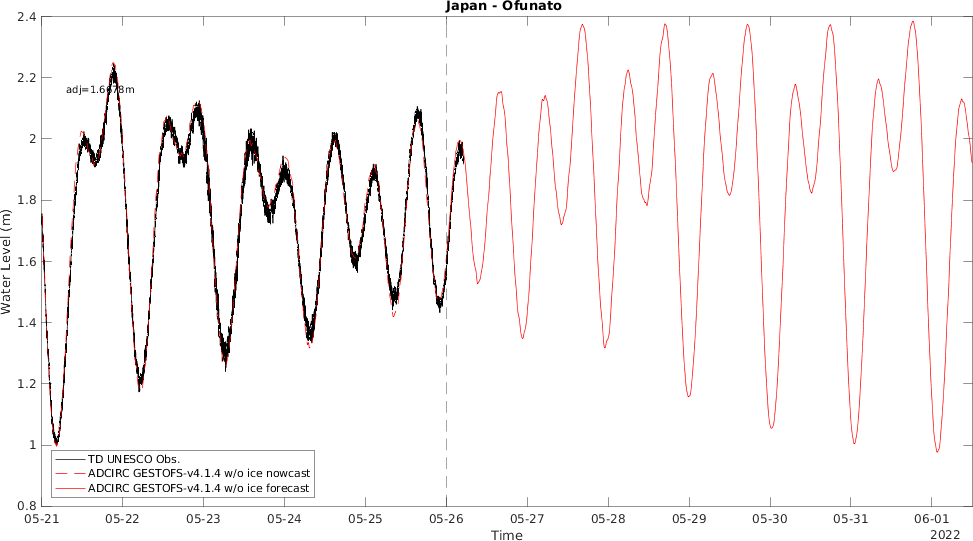 Japan - Ofunato
2.4
2.2
adj=1.6678m
2
1.8
1.6
1.4
1.2
1
0.8
Water Level (m)
TD UNESCO Obs.
ADCIRC GESTOFS-v4.1.4 w/o ice nowcast
ADCIRC GESTOFS-v4.1.4 w/o ice forecast
05-21 05-22 05-23 05-24 05-25 05-26 05-27 05-28 05-29 05-30 05-31 06-01
2022
Time